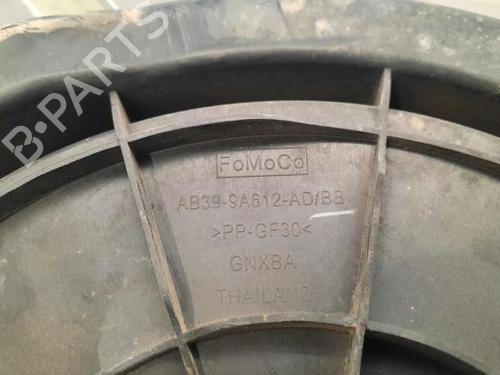 B-PARTS
FoMoCo
AB39-9A612-AD/BB
>PP-GF30<
GNXBA
THAILAND